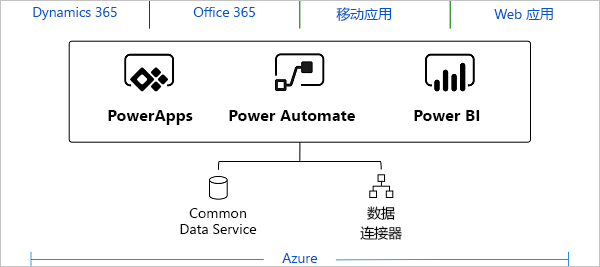 Dynamics 365
Office 365
移动应用
Web 应用
PowerApps
Power Automate
Power BI
Common
Data Service
数据
连接器
Azure